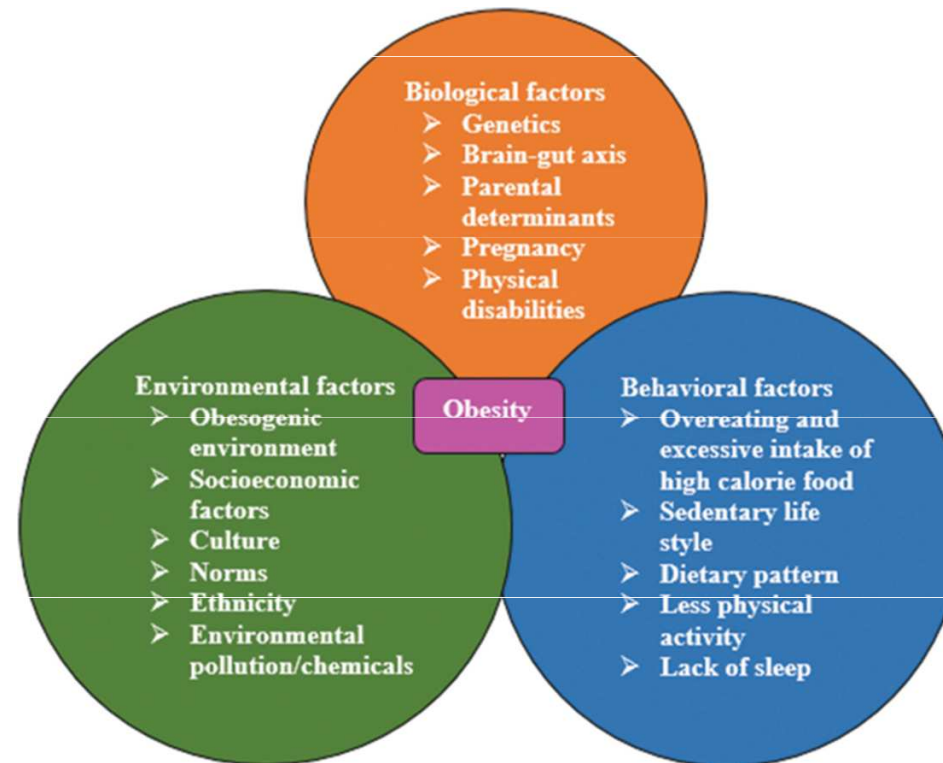 Biological factors
➢ Genetics
➢ Brain-gut axis
➢ Parental
determinants
➢ Pregnancy
➢ Physical
disabilities
Environmental factors
➢ Obesogenic
environment
➢ Socioeconomic
factors
➢ Culture
➢ Norms
➢ Ethnicity
➢ Environmental
pollution/chemicals
Obesity
Behavioral factors
➢ Overeating and
excessive intake of
high calorie food
➢ Sedentary life
style
➢ Dietary pattern
➢ Less physical
activity
➢ Lack of sleep